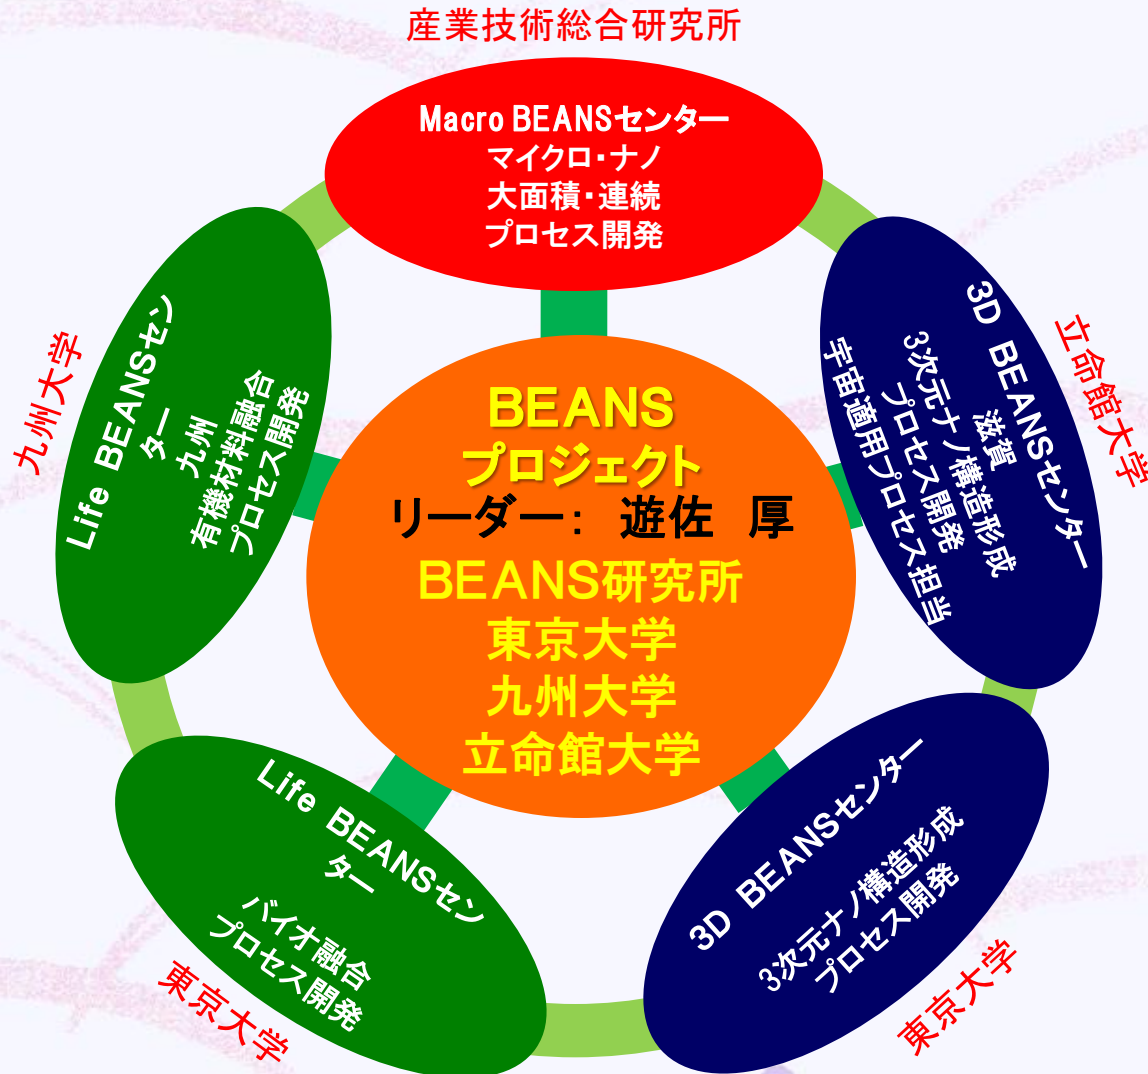 産業技術総合研究所
Macro BEANSセンター
マイクロ・ナノ
大面積・連続
プロセス開発
九州大学
Life BEANSセン
ター
九州
有機材料融合
プロセス開発
BEANS
プロジェクト
リーダー： 遊佐 厚
BEANS研究所
東京大学
九州大学
立命館大学
3D BEANSセンター
滋賀
3次元ナノ構造形成
プロセス開発
宇宙適用プロセス担当
立命館大学
Life BEANSセン
ター
バイオ融合
プロセス開発
東京大学
3D BEANSセンター
3次元ナノ構造形成
プロセス開発
東京大学